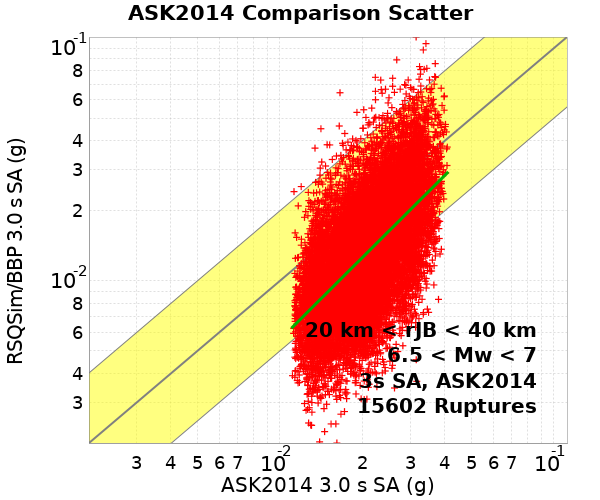 ASK2014 Comparison Scatter
RSQSim/BBP 3.0 s SA (g)
10-1
8
6
4
3
2
10-2
8
6
4
3
20 km < rJB < 40 km
6.5 < Mw < 7
3s SA, ASK2014
15602 Ruptures
3 4 5 6 7 10-2 2 3 4 5 6 7 10-1
ASK2014 3.0 s SA (g)